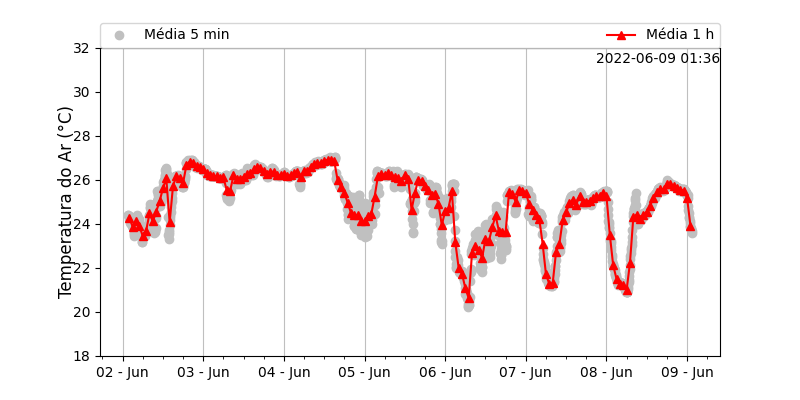 Média 5 min
Média 1 h
2022-06-09 01:36
Temperatura do Ar (°C)
32
30
28
26
24
22
20
18
02 - Jun
03 - Jun
04 - Jun
05 - Jun
06 - Jun
07 - Jun
08 - Jun
09 - Jun